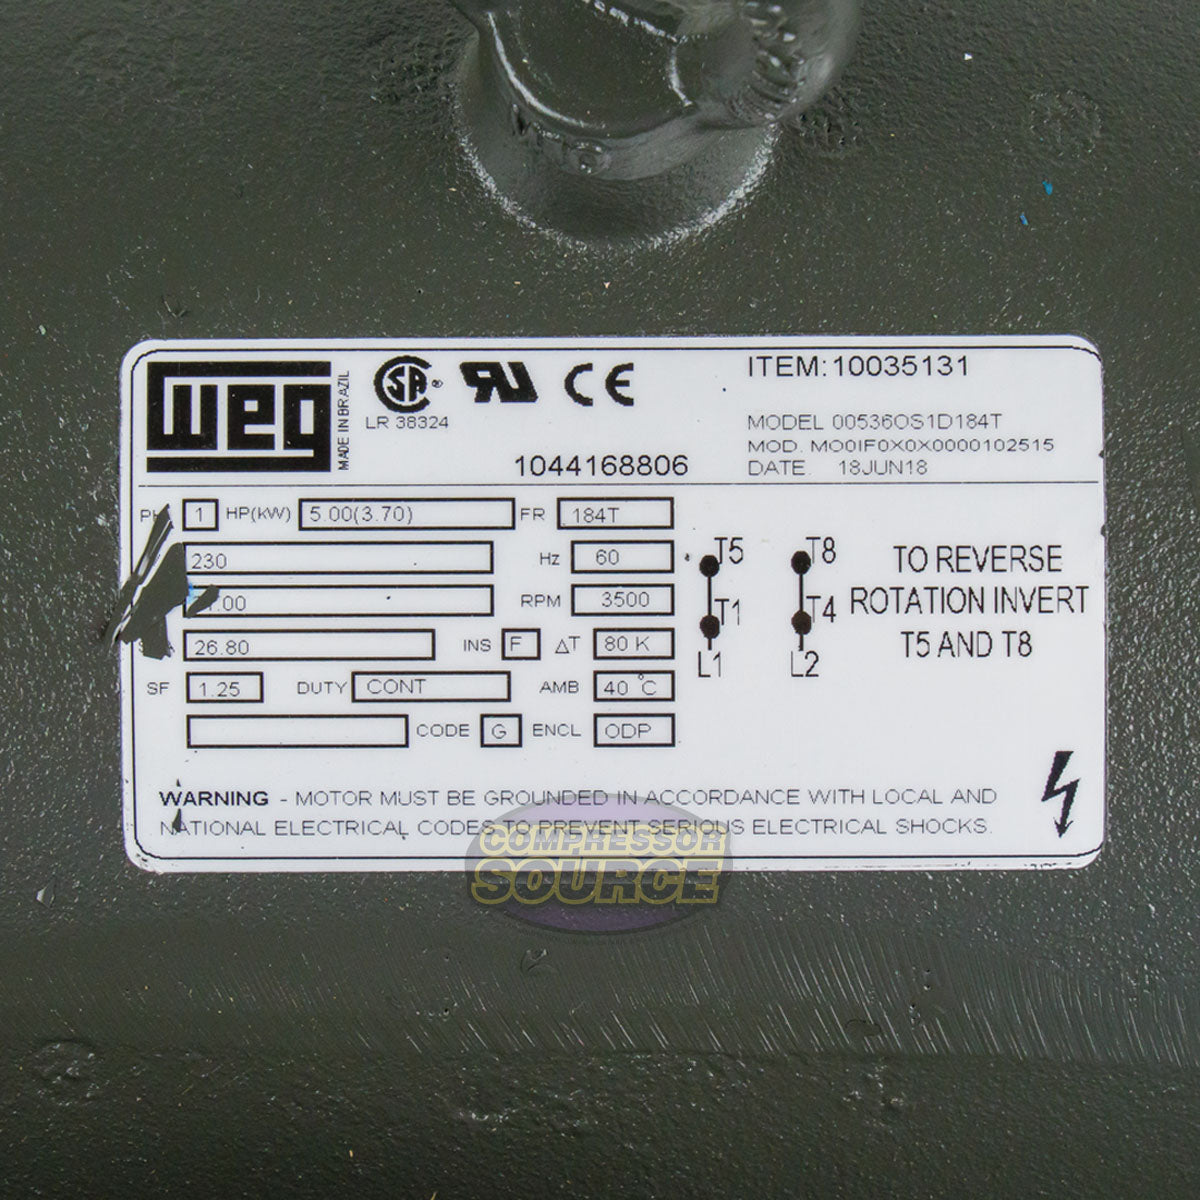 WEG
MADE IN BRAZIL
LR 38324
1044168806
ITEM:10035131
MODEL 00536OS1D184T
MOD. MO0IF0X0X0000102515
DATE 18JUN18
1 HP(kW) 5.00(3.70) FR 184T
230 Hz 60
RPM 3500
26.80 INS F ΔT 80 K
SF 1.25 DUTY CONT AMB 40 °C
CODE G ENCL ODP
T5 T8
T1 T4
L1 L2
TO REVERSE
ROTATION INVERT
T5 AND T8
WARNING - MOTOR MUST BE GROUNDED IN ACCORDANCE WITH LOCAL AND
NATIONAL ELECTRICAL CODES TO PREVENT SERIOUS ELECTRICAL SHOCKS.
COMPRESSOR
SOURCE